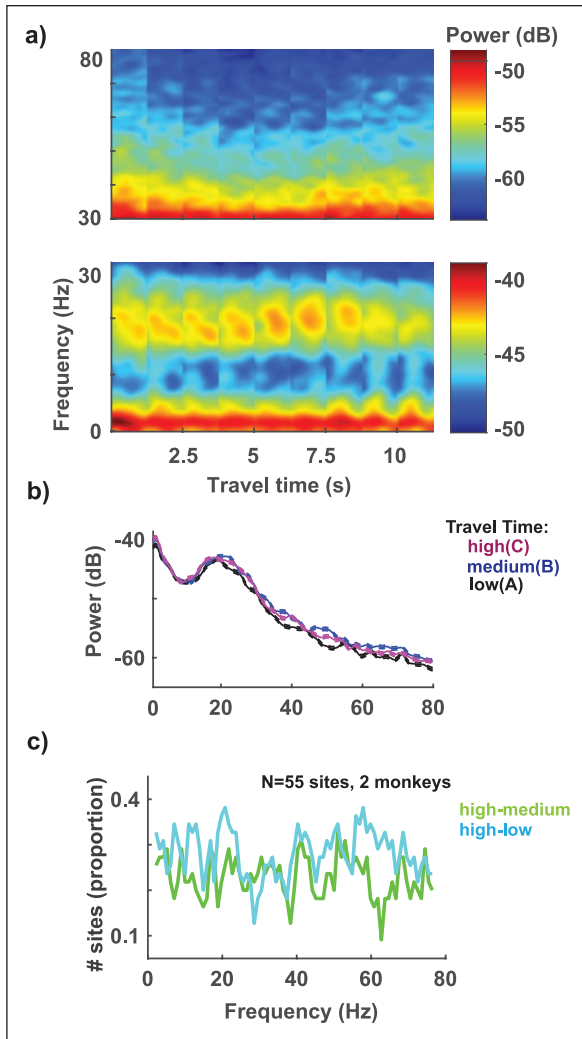 a)
Power (dB)
80
30
-50
-55
-60
30
0
Frequency (Hz)
-40
-45
-50
2.5 5 7.5 10
Travel time (s)
b)
-40
-60
Power (dB)
0 20 40 60 80
Travel Time:
high(C)
medium(B)
low(A)
c)
N=55 sites, 2 monkeys
0.4
0.1
# sites (proportion)
high-medium
high-low
0 20 40 60 80
Frequency (Hz)